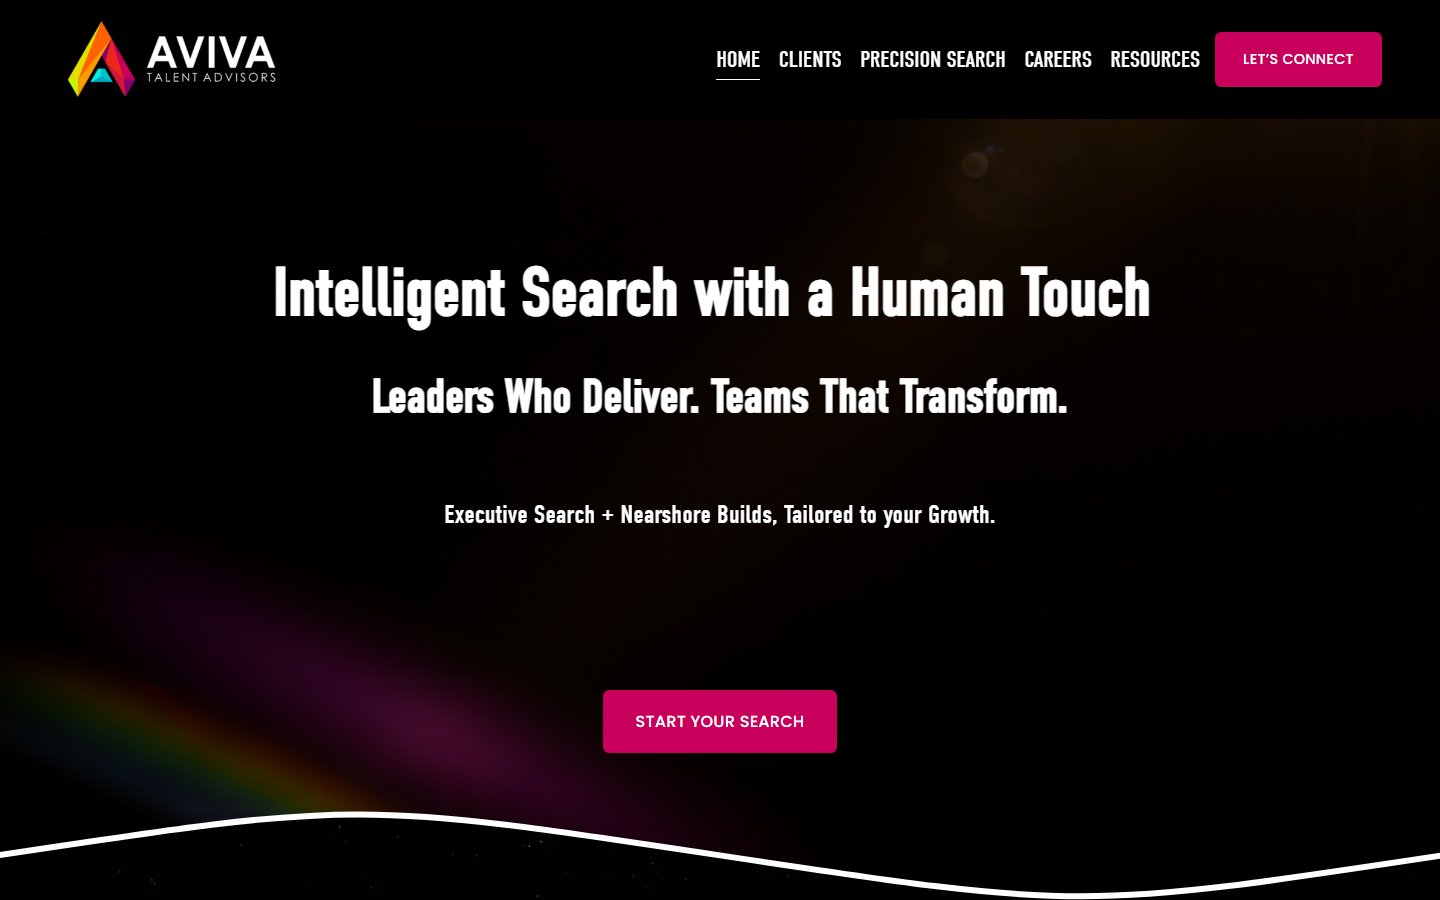 AVIVA
TALENT ADVISORS
HOME CLIENTS PRECISION SEARCH CAREERS RESOURCES LET'S CONNECT
Intelligent Search with a Human Touch
Leaders Who Deliver. Teams That Transform.
Executive Search + Nearshore Builds, Tailored to your Growth.
START YOUR SEARCH